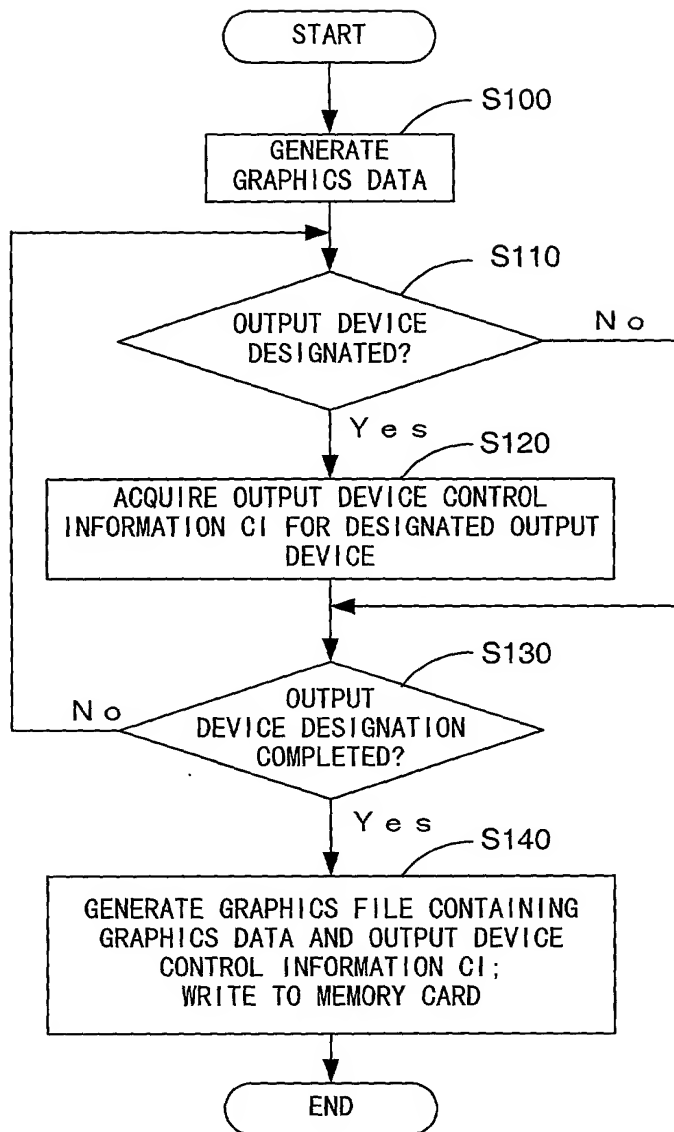 START
S100
GENERATE
GRAPHICS DATA
S110
OUTPUT DEVICE
DESIGNATED?
No
Yes
S120
ACQUIRE OUTPUT DEVICE CONTROL
INFORMATION CI FOR DESIGNATED OUTPUT
DEVICE
S130
OUTPUT
DEVICE DESIGNATION
COMPLETED?
No
Yes
S140
GENERATE GRAPHICS FILE CONTAINING
GRAPHICS DATA AND OUTPUT DEVICE
CONTROL INFORMATION CI;
WRITE TO MEMORY CARD
END